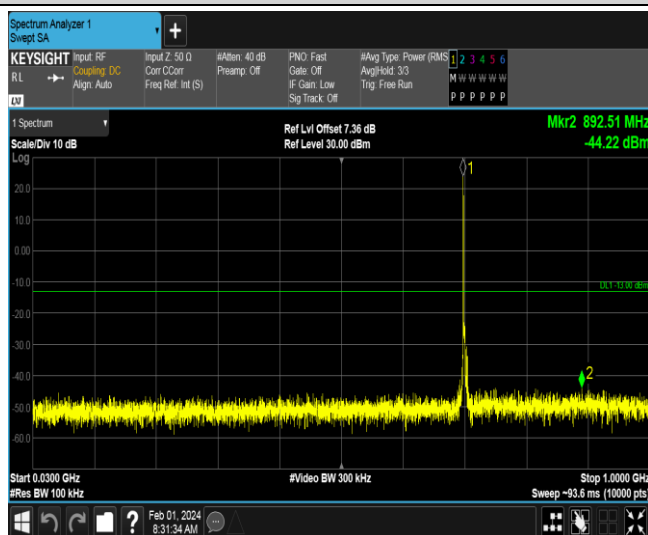 Spectrum Analyzer 1
Swept SA
+
KEYSIGHT
RL
Input: RF
Coupling: DC
Align: Auto
Input Z: 50 Ω
Corr CCorr
Freq Ref: Int (S)
#Atten: 40 dB
Preamp: Off
PNO: Fast
Gate: Off
IF Gain: Low
Sig Track: Off
#Avg Type: Power (RMS
Avg|Hold: 3/3
Trig: Free Run
1 2 3 4 5 6
M W W W W W
P P P P P P
LXI
1 Spectrum
Scale/Div 10 dB
Ref Lvl Offset 7.36 dB
Ref Level 30.00 dBm
Mkr2 892.51 MHz
-44.22 dBm
Log
1
20.0
10.0
0.00
-10.0
DL1 -13.00 dBm
-20.0
-30.0
-40.0
2
-50.0
-60.0
Start 0.0300 GHz
#Video BW 300 kHz
Stop 1.0000 GHz
#Res BW 100 kHz
Sweep ~93.6 ms (10000 pts)
?
Feb 01, 2024
8:31:34 AM